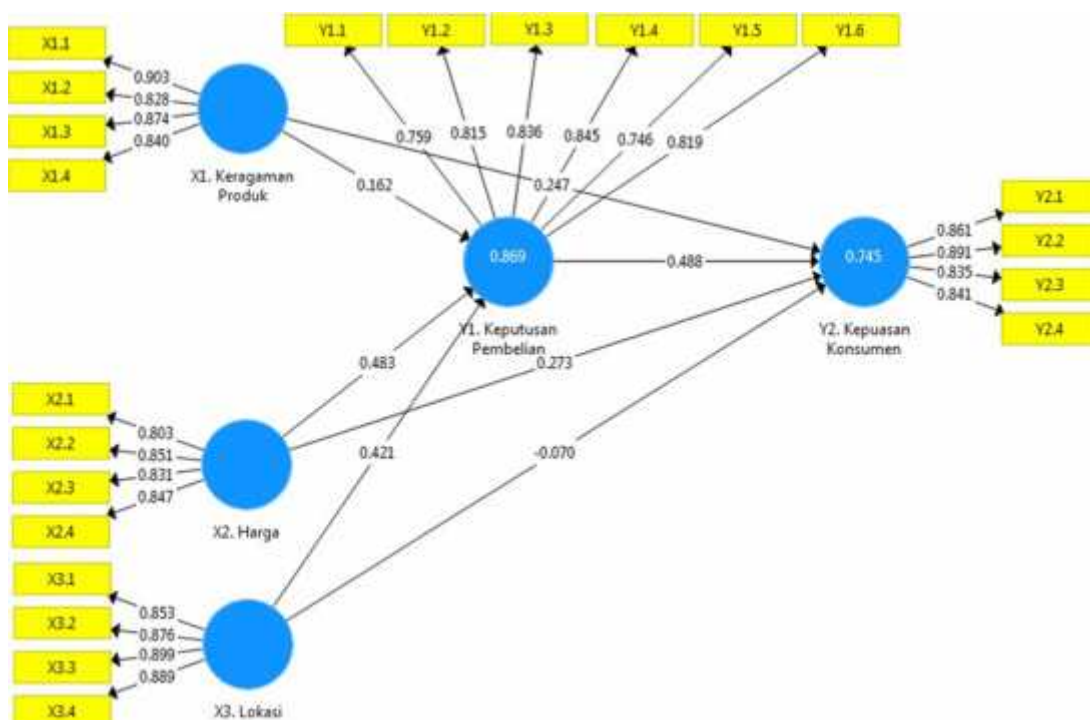 Y1.1
Y1.2
Y1.3
Y1.4
Y1.5
Y1.6
X1.1
X1.2
X1.3
X1.4
0.903
0.828
0.874
0.840
X1. Keragaman
Produk
0.759
0.815
0.836
0.845
0.746
0.819
0.162
0.247
0.869
Y1. Keputusan
Pembelian
0.488
0.745
Y2. Kepuasan
Konsumen
0.861
0.891
0.835
0.841
Y2.1
Y2.2
Y2.3
Y2.4
0.483
0.273
0.421
-0.070
X2.1
X2.2
X2.3
X2.4
0.803
0.851
0.831
0.847
X2. Harga
X3.1
X3.2
X3.3
X3.4
0.853
0.876
0.899
0.889
X3. Lokasi